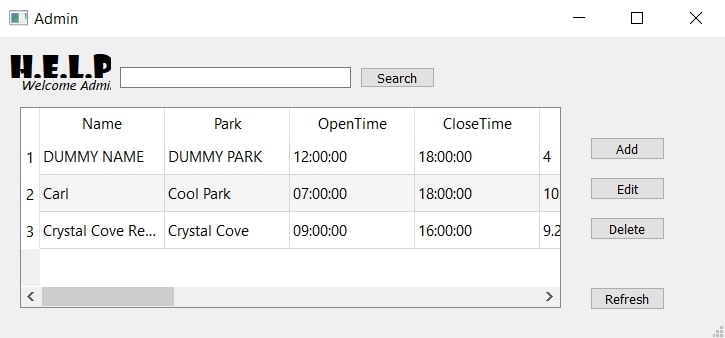 Admin
H.E.L.P
Welcome Admi
Search
Name Park OpenTime CloseTime
1 DUMMY NAME DUMMY PARK 12:00:00 18:00:00 4
2 Carl Cool Park 07:00:00 18:00:00 10
3 Crystal Cove Re... Crystal Cove 09:00:00 16:00:00 9.2
Add
Edit
Delete
Refresh